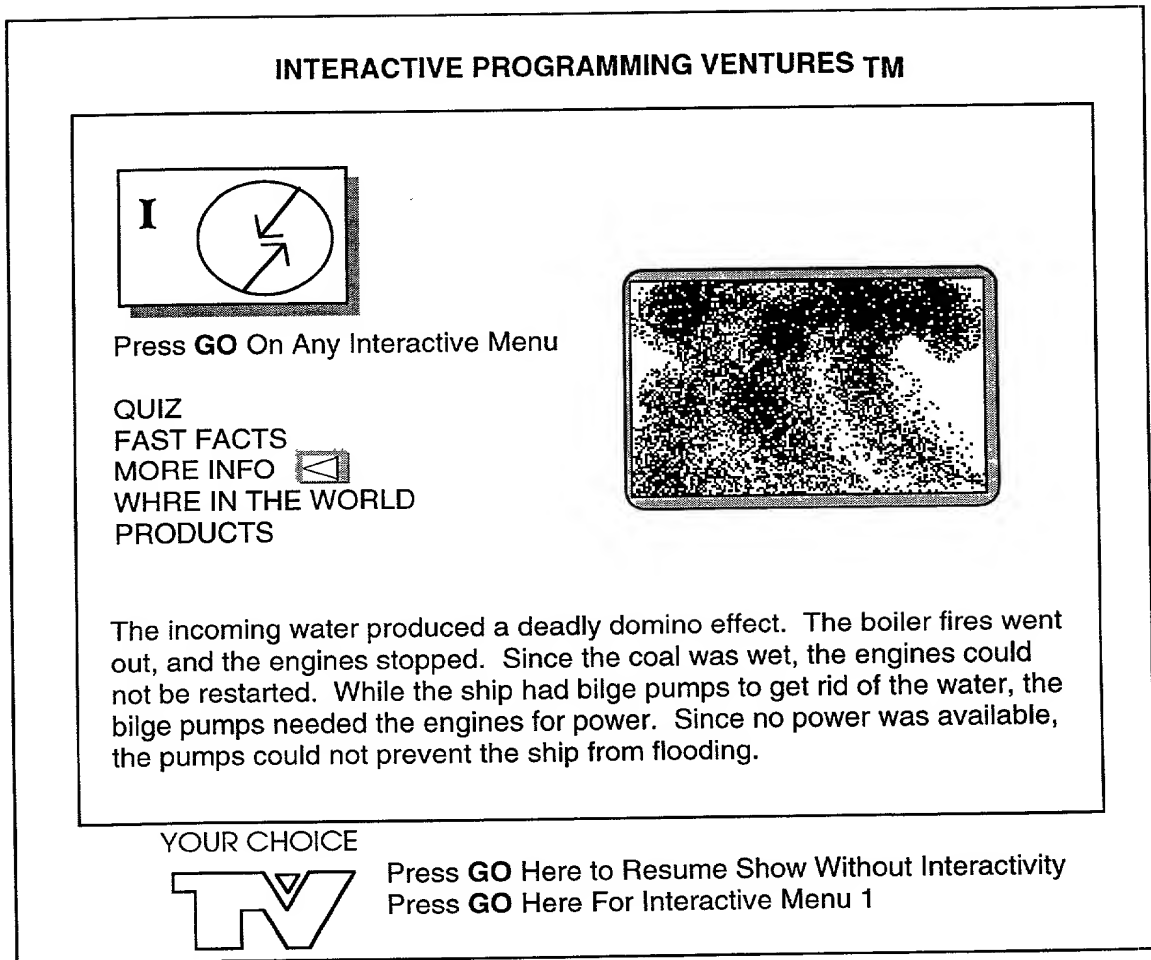 INTERACTIVE PROGRAMMING VENTURES TM
I
Press GO On Any Interactive Menu
QUIZ
FAST FACTS
MORE INFO
WHRE IN THE WORLD
PRODUCTS
The incoming water produced a deadly domino effect. The boiler fires went
out, and the engines stopped. Since the coal was wet, the engines could
not be restarted. While the ship had bilge pumps to get rid of the water, the
bilge pumps needed the engines for power. Since no power was available,
the pumps could not prevent the ship from flooding.
YOUR CHOICE
TV
Press GO Here to Resume Show Without Interactivity
Press GO Here For Interactive Menu 1